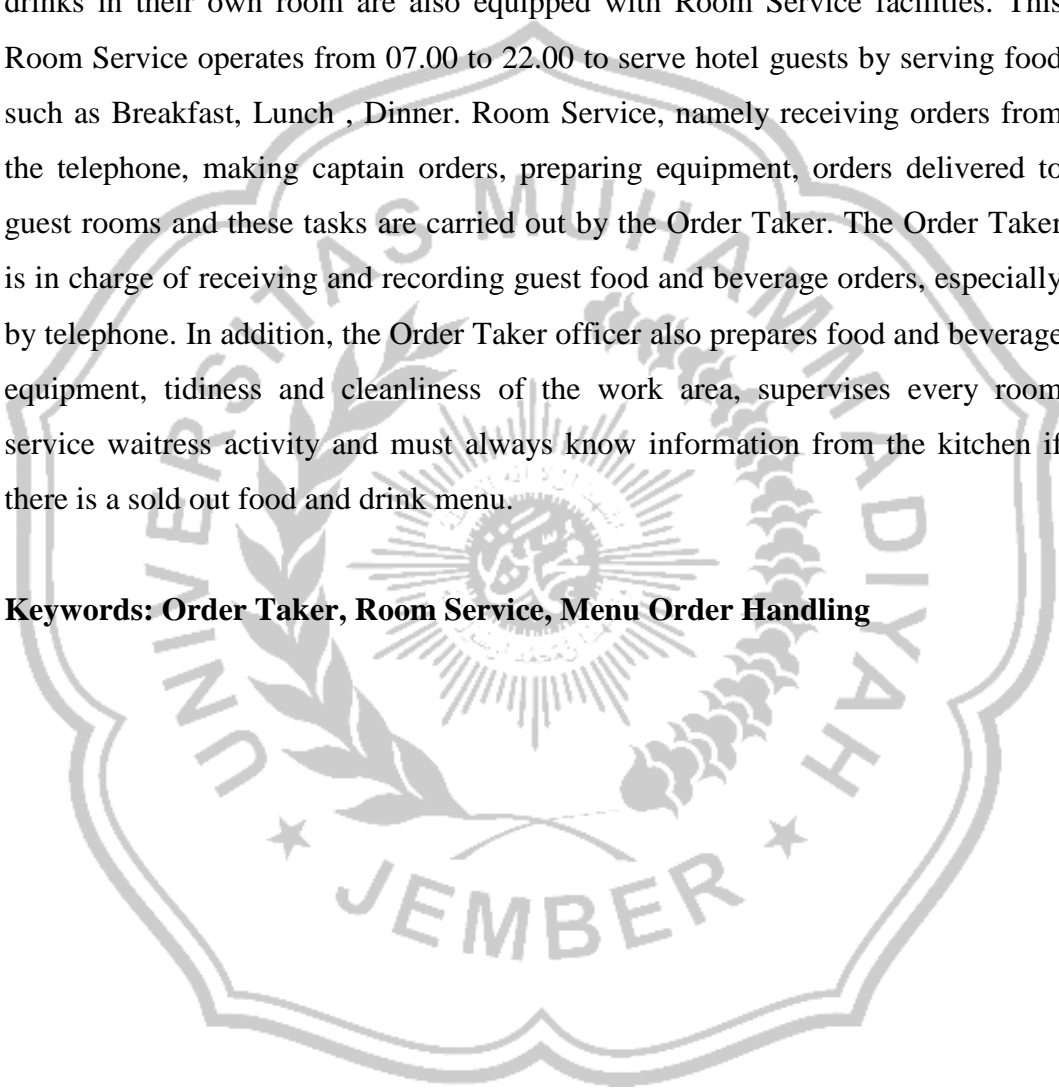 drinks in their own room are also equipped with Room Service facilities. This
Room Service operates from 07.00 to 22.00 to serve hotel guests by serving food
such as Breakfast, Lunch , Dinner. Room Service, namely receiving orders from
the telephone, making captain orders, preparing equipment, orders delivered to
guest rooms and these tasks are carried out by the Order Taker. The Order Taker
is in charge of receiving and recording guest food and beverage orders, especially
by telephone. In addition, the Order Taker officer also prepares food and beverage
equipment, tidiness and cleanliness of the work area, supervises every room
service waitress activity and must always know information from the kitchen if
there is a sold out food and drink menu.
Keywords: Order Taker, Room Service, Menu Order Handling
UNIVERSITAS MUHAMMADIYAH
JEMBER